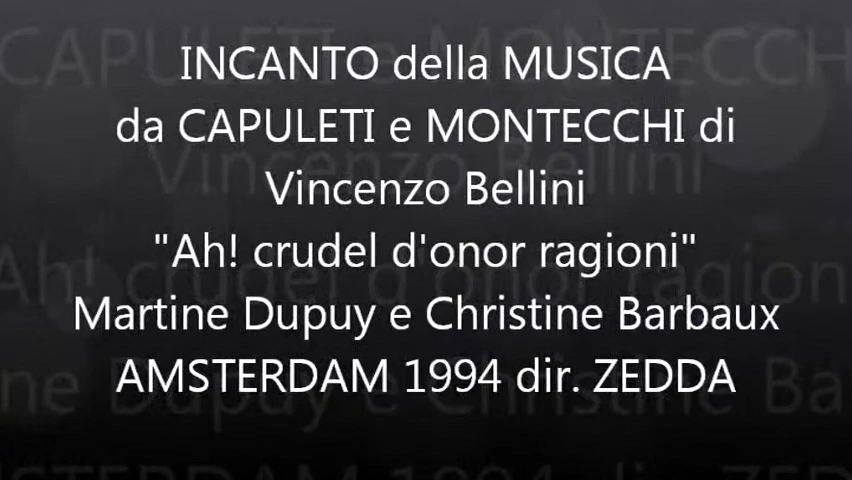 INCANTO della MUSICA
da CAPULETI e MONTECCHI di
Vincenzo Bellini
"Ah! crudel d'onor ragioni"
Martine Dupuy e Christine Barbaux
AMSTERDAM 1994 dir. ZEDDA